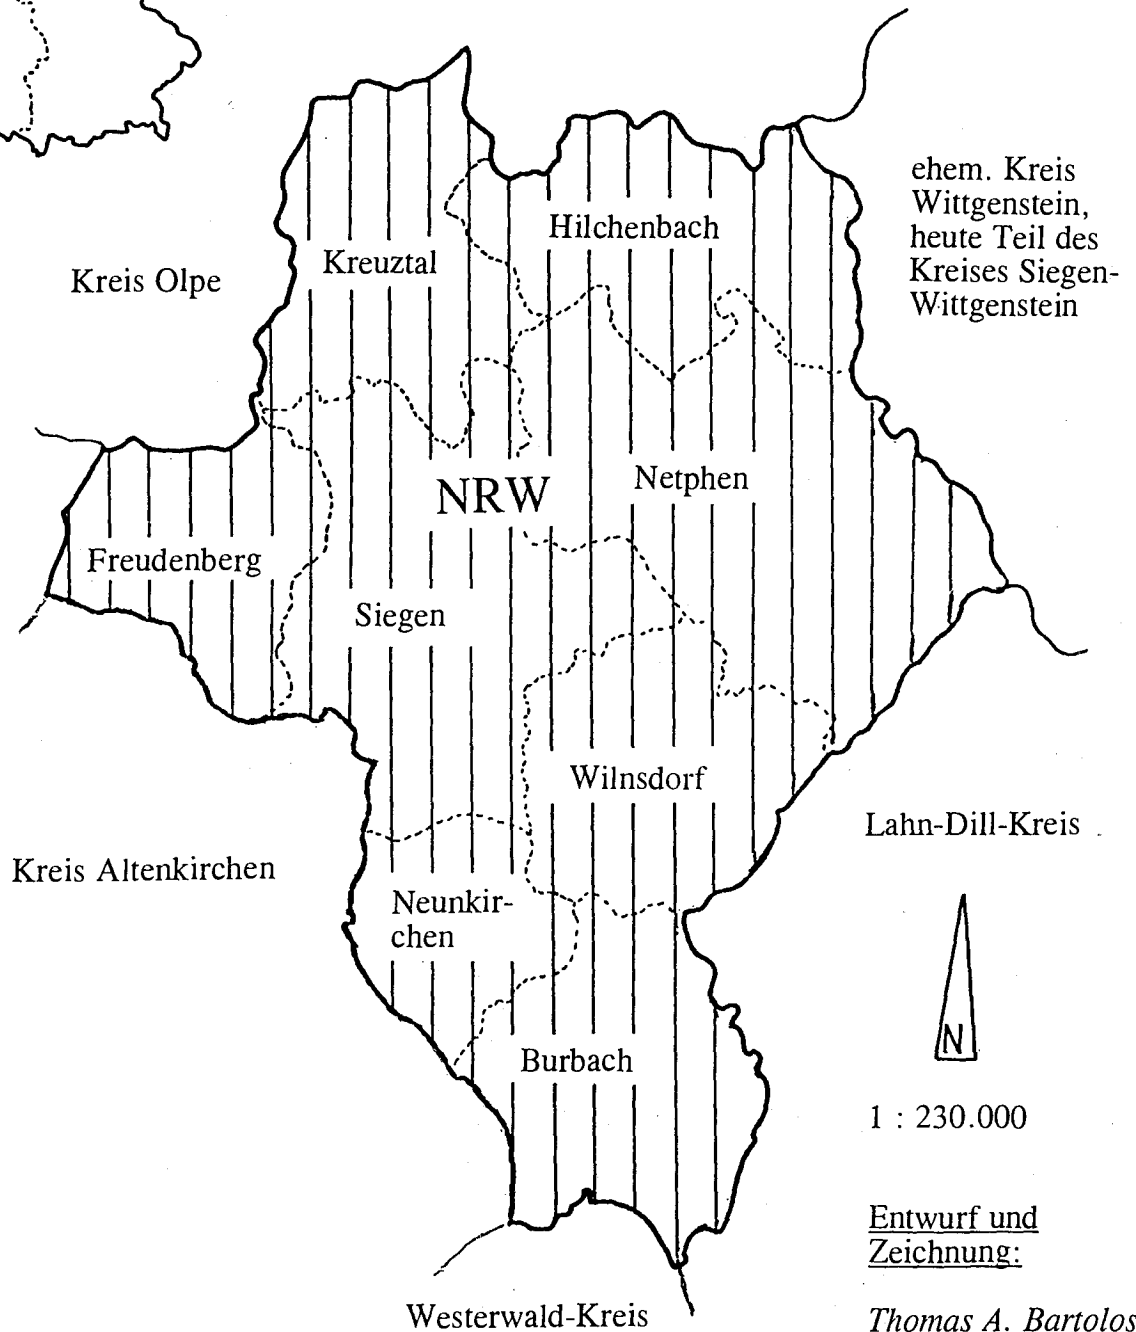 ehem. Kreis
Wittgenstein,
heute Teil des
Kreises Siegen-
Wittgenstein
Hilchenbach
Kreuztal
Kreis Olpe
Netphen
NRW
Freudenberg
Siegen
Wilnsdorf
Lahn-Dill-Kreis
Kreis Altenkirchen
Neunkir-
chen
Burbach
N
1 : 230.000
Entwurf und
Zeichnung:
Westerwald-Kreis
Thomas A. Bartolos